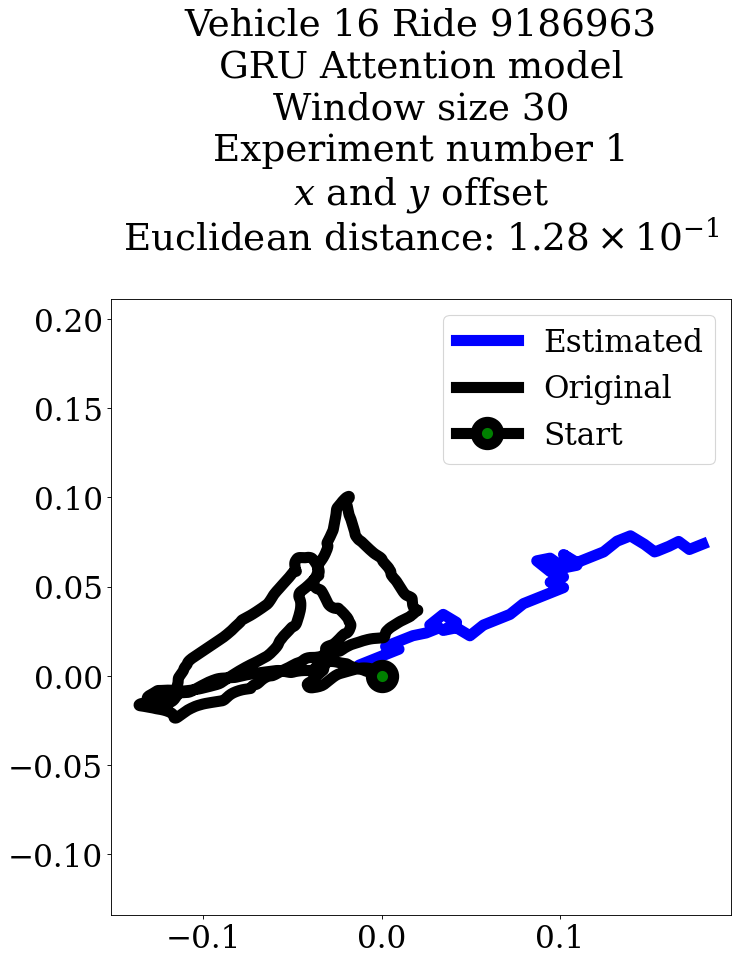 Vehicle 16 Ride 9186963
GRU Attention model
Window size 30
Experiment number 1
x and y offset
Euclidean distance: 1.28 × 10⁻¹
Estimated
Original
Start
0.20
0.15
0.10
0.05
0.00
−0.05
−0.10
−0.1 0.0 0.1